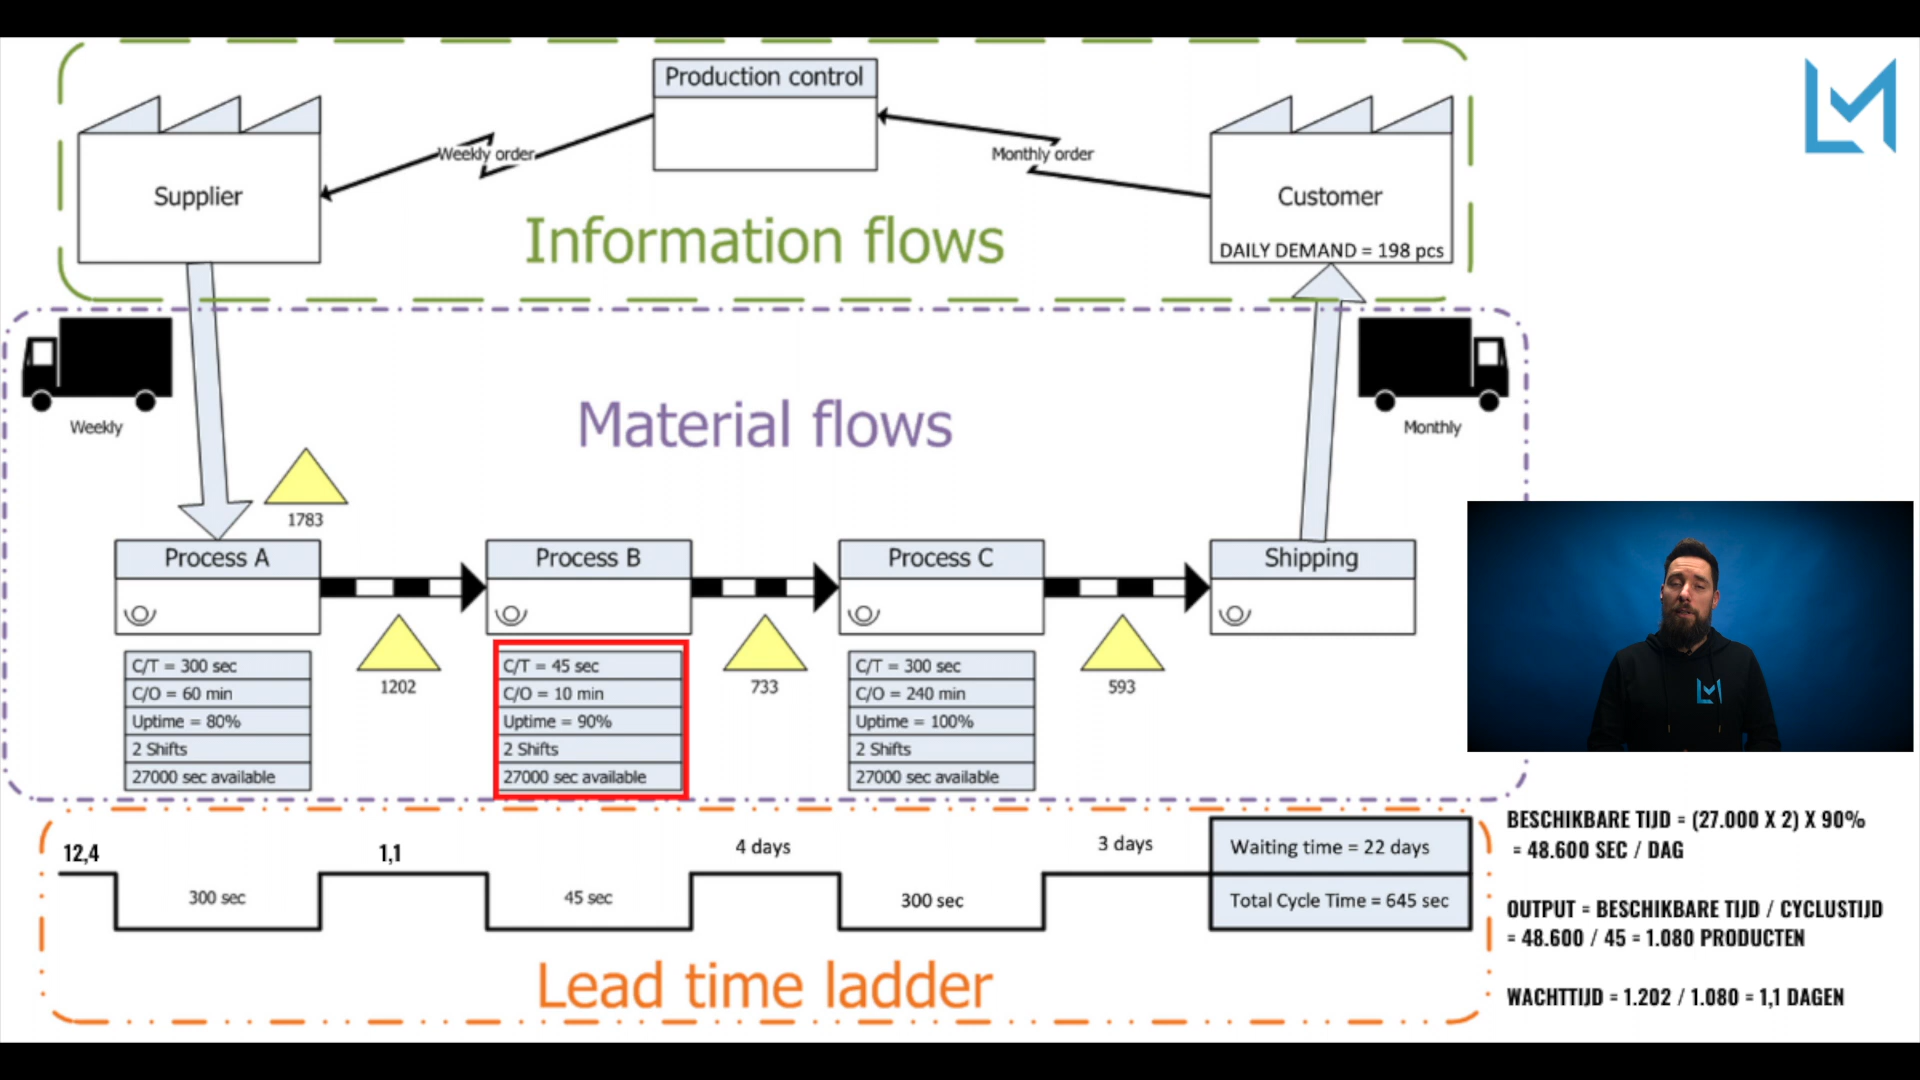 Production control
Weekly order
Monthly order
Supplier
Customer
DAILY DEMAND = 198 pcs
Information flows
Weekly
Material flows
Monthly
1783
Process A
Process B
Process C
Shipping
1202
733
593
C/T = 300 sec
C/O = 60 min
Uptime = 80%
2 Shifts
27000 sec available
C/T = 45 sec
C/O = 10 min
Uptime = 90%
2 Shifts
27000 sec available
C/T = 300 sec
C/O = 240 min
Uptime = 100%
2 Shifts
27000 sec available
12,4
300 sec
1,1
45 sec
4 days
300 sec
3 days
Waiting time = 22 days
Total Cycle Time = 645 sec
Lead time ladder
BESCHIKBARE TIJD = (27.000 X 2) X 90%
= 48.600 SEC / DAG
OUTPUT = BESCHIKBARE TIJD / CYCLUSTIJD
= 48.600 / 45 = 1.080 PRODUCTEN
WACHTTIJD = 1.202 / 1.080 = 1,1 DAGEN